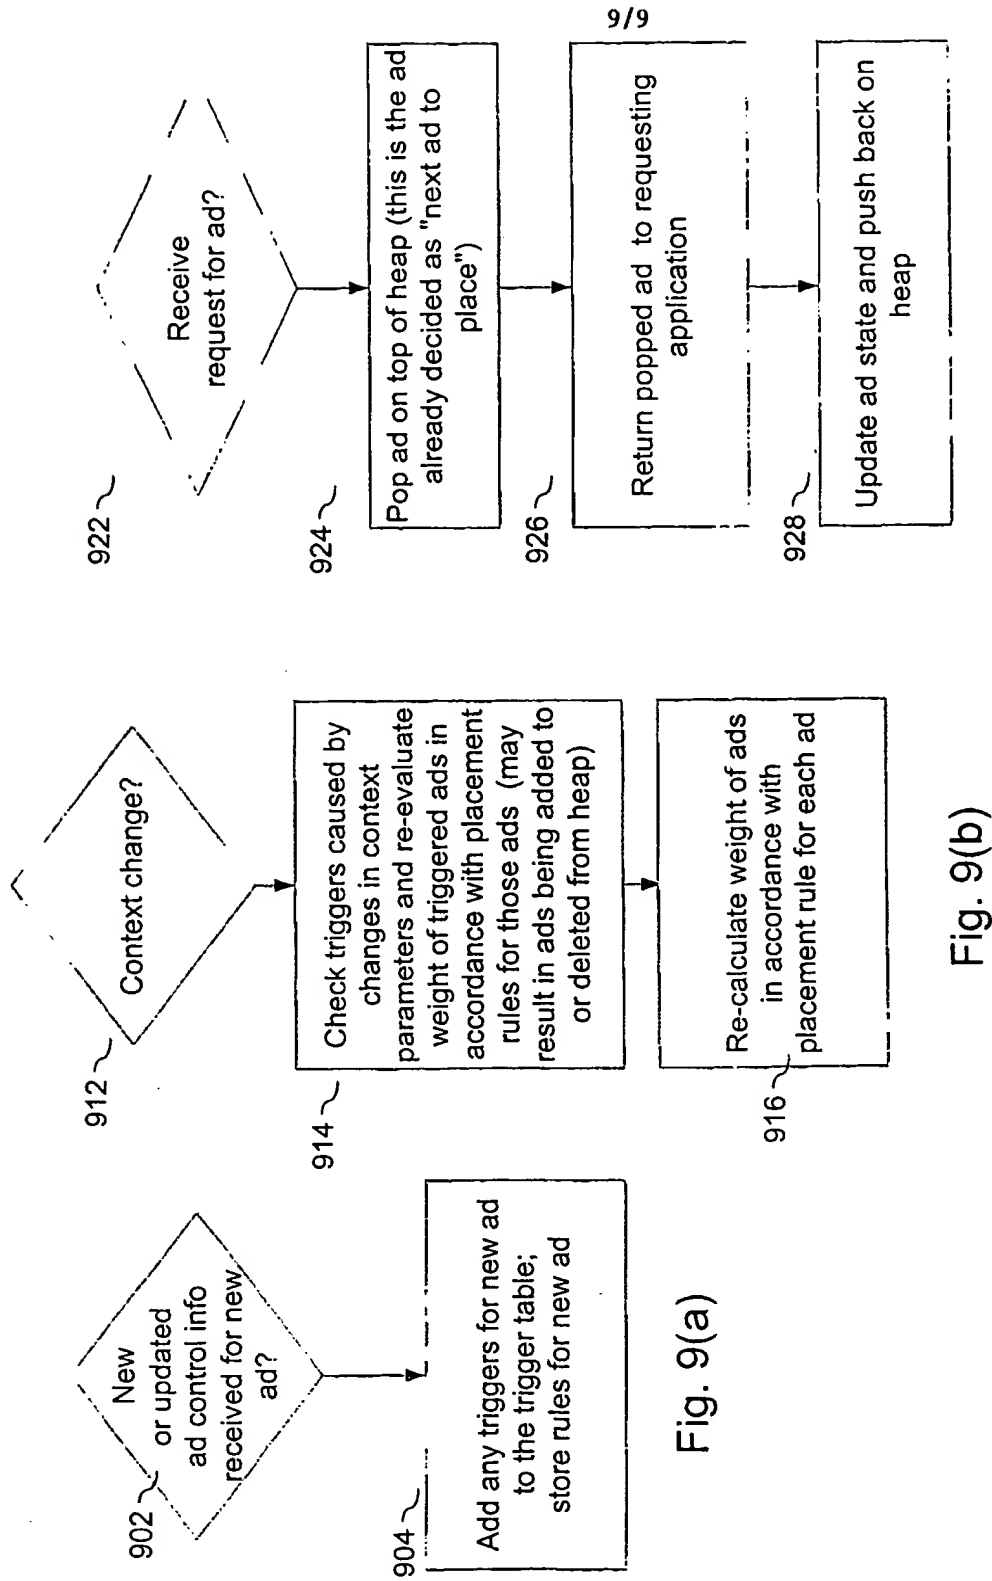 9/9
902
New
or updated
ad control info
received for new
ad?
904
Add any triggers for new ad
to the trigger table;
store rules for new ad
Fig. 9(a)
912
Context change?
914
Check triggers caused by
changes in context
parameters and re-evaluate
weight of triggered ads in
accordance with placement
rules for those ads (may
result in ads being added to
or deleted from heap)
916
Re-calculate weight of ads
in accordance with
placement rule for each ad
Fig. 9(b)
922
Receive
request for ad?
924
Pop ad on top of heap (this is the ad
already decided as "next ad to
place")
926
Return popped ad to requesting
application
928
Update ad state and push back on
heap